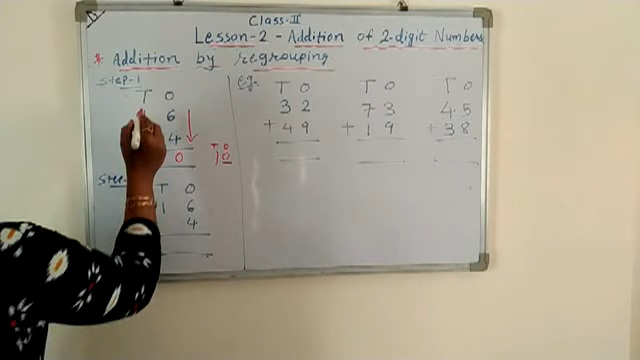 Class-II
Lesson-2 - Addition of 2-digit Numbers
* Addition by regrouping.
Step-1
T O
6
4
0
T O
10
T O
1 6
4
eg.
T O
3 2
+ 4 9
T O
7 3
+ 1 9
T O
4 5
+ 3 8